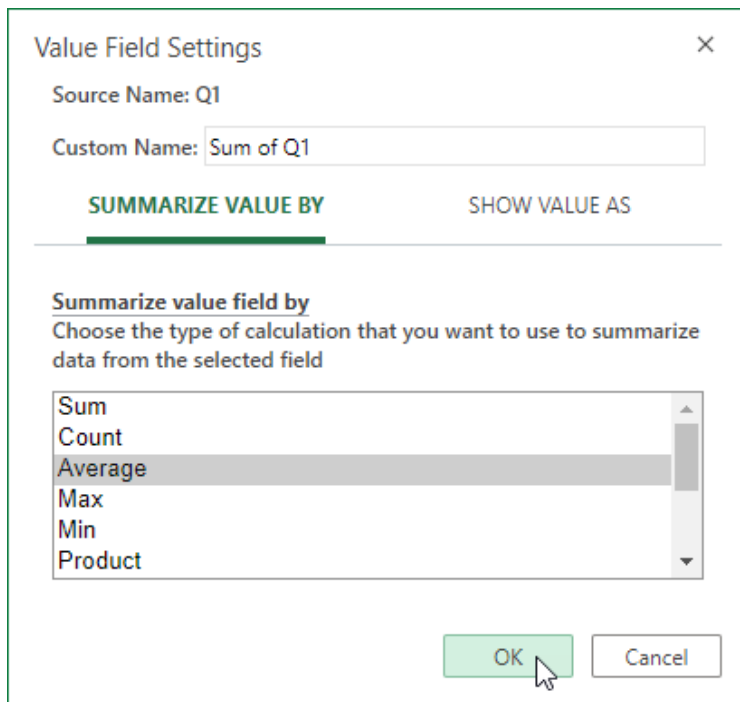 Value Field Settings
Source Name: Q1
Custom Name: Sum of Q1
SUMMARIZE VALUE BY SHOW VALUE AS
Summarize value field by
Choose the type of calculation that you want to use to summarize
data from the selected field
Sum
Count
Average
Max
Min
Product
OK Cancel